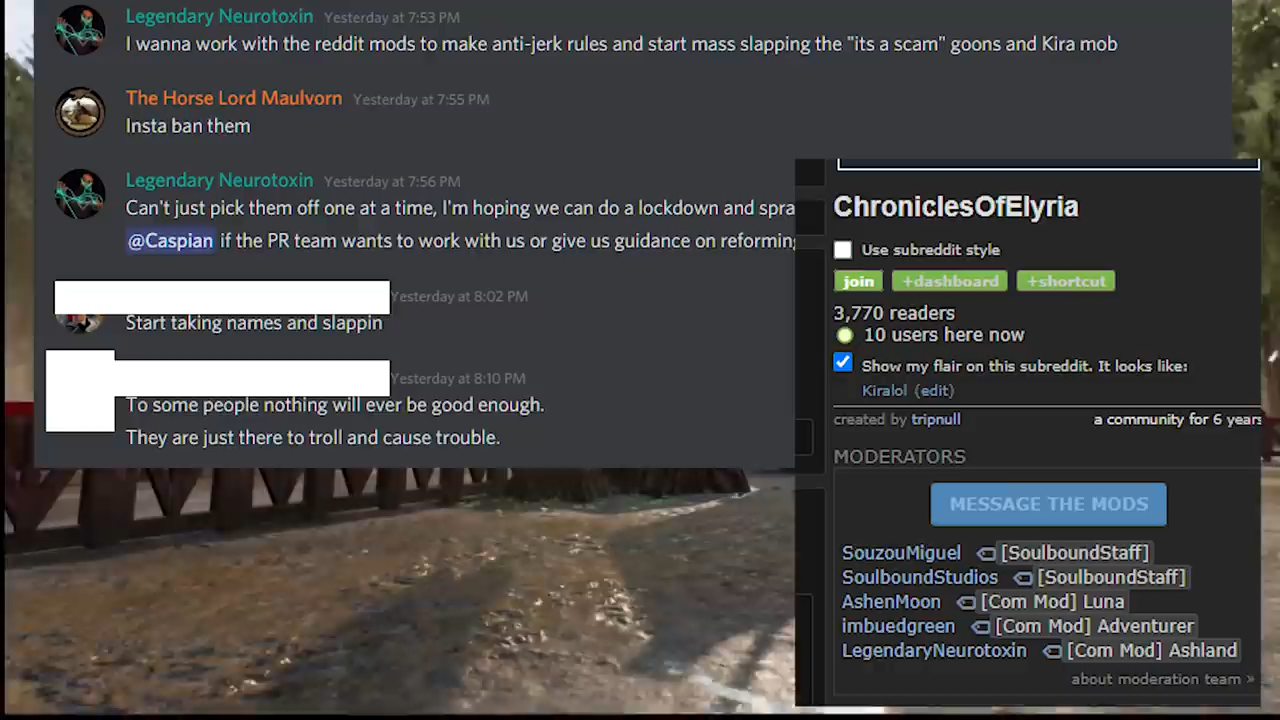 Legendary Neurotoxin Yesterday at 7:53 PM
I wanna work with the reddit mods to make anti-jerk rules and start mass slapping the "its a scam" goons and Kira mob
The Horse Lord Maulvorn Yesterday at 7:55 PM
Insta ban them
Legendary Neurotoxin Yesterday at 7:56 PM
Can't just pick them off one at a time, I'm hoping we can do a lockdown and spra
@Caspian if the PR team wants to work with us or give us guidance on reforming
Yesterday at 8:02 PM
Start taking names and slappin
Yesterday at 8:10 PM
To some people nothing will ever be good enough.
They are just there to troll and cause trouble.
ChroniclesOfElyria
Use subreddit style
join +dashboard +shortcut
3,770 readers
10 users here now
Show my flair on this subreddit. It looks like:
Kiralol (edit)
created by tripnull a community for 6 years
MODERATORS
MESSAGE THE MODS
SouzouMiguel [SoulboundStaff]
SoulboundStudios [SoulboundStaff]
AshenMoon [Com Mod] Luna
imbuedgreen [Com Mod] Adventurer
LegendaryNeurotoxin [Com Mod] Ashland
about moderation team »